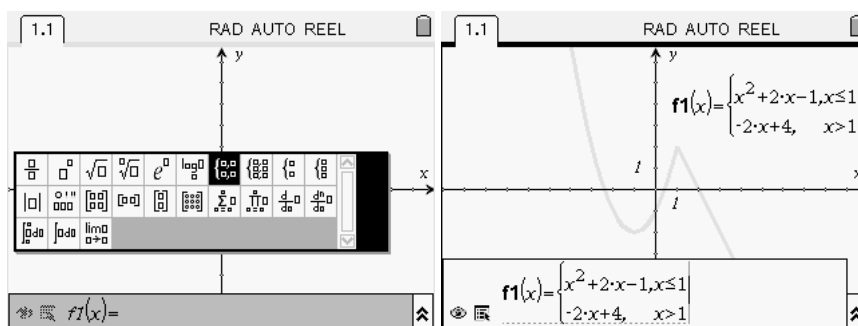 1.1 RAD AUTO REEL
y
x
f1(x)=
1.1 RAD AUTO REEL
y
f1(x)={x²+2·x-1,x≤1
-2·x+4, x>1
1
x
1
f1(x)={x²+2·x-1,x≤1
-2·x+4, x>1